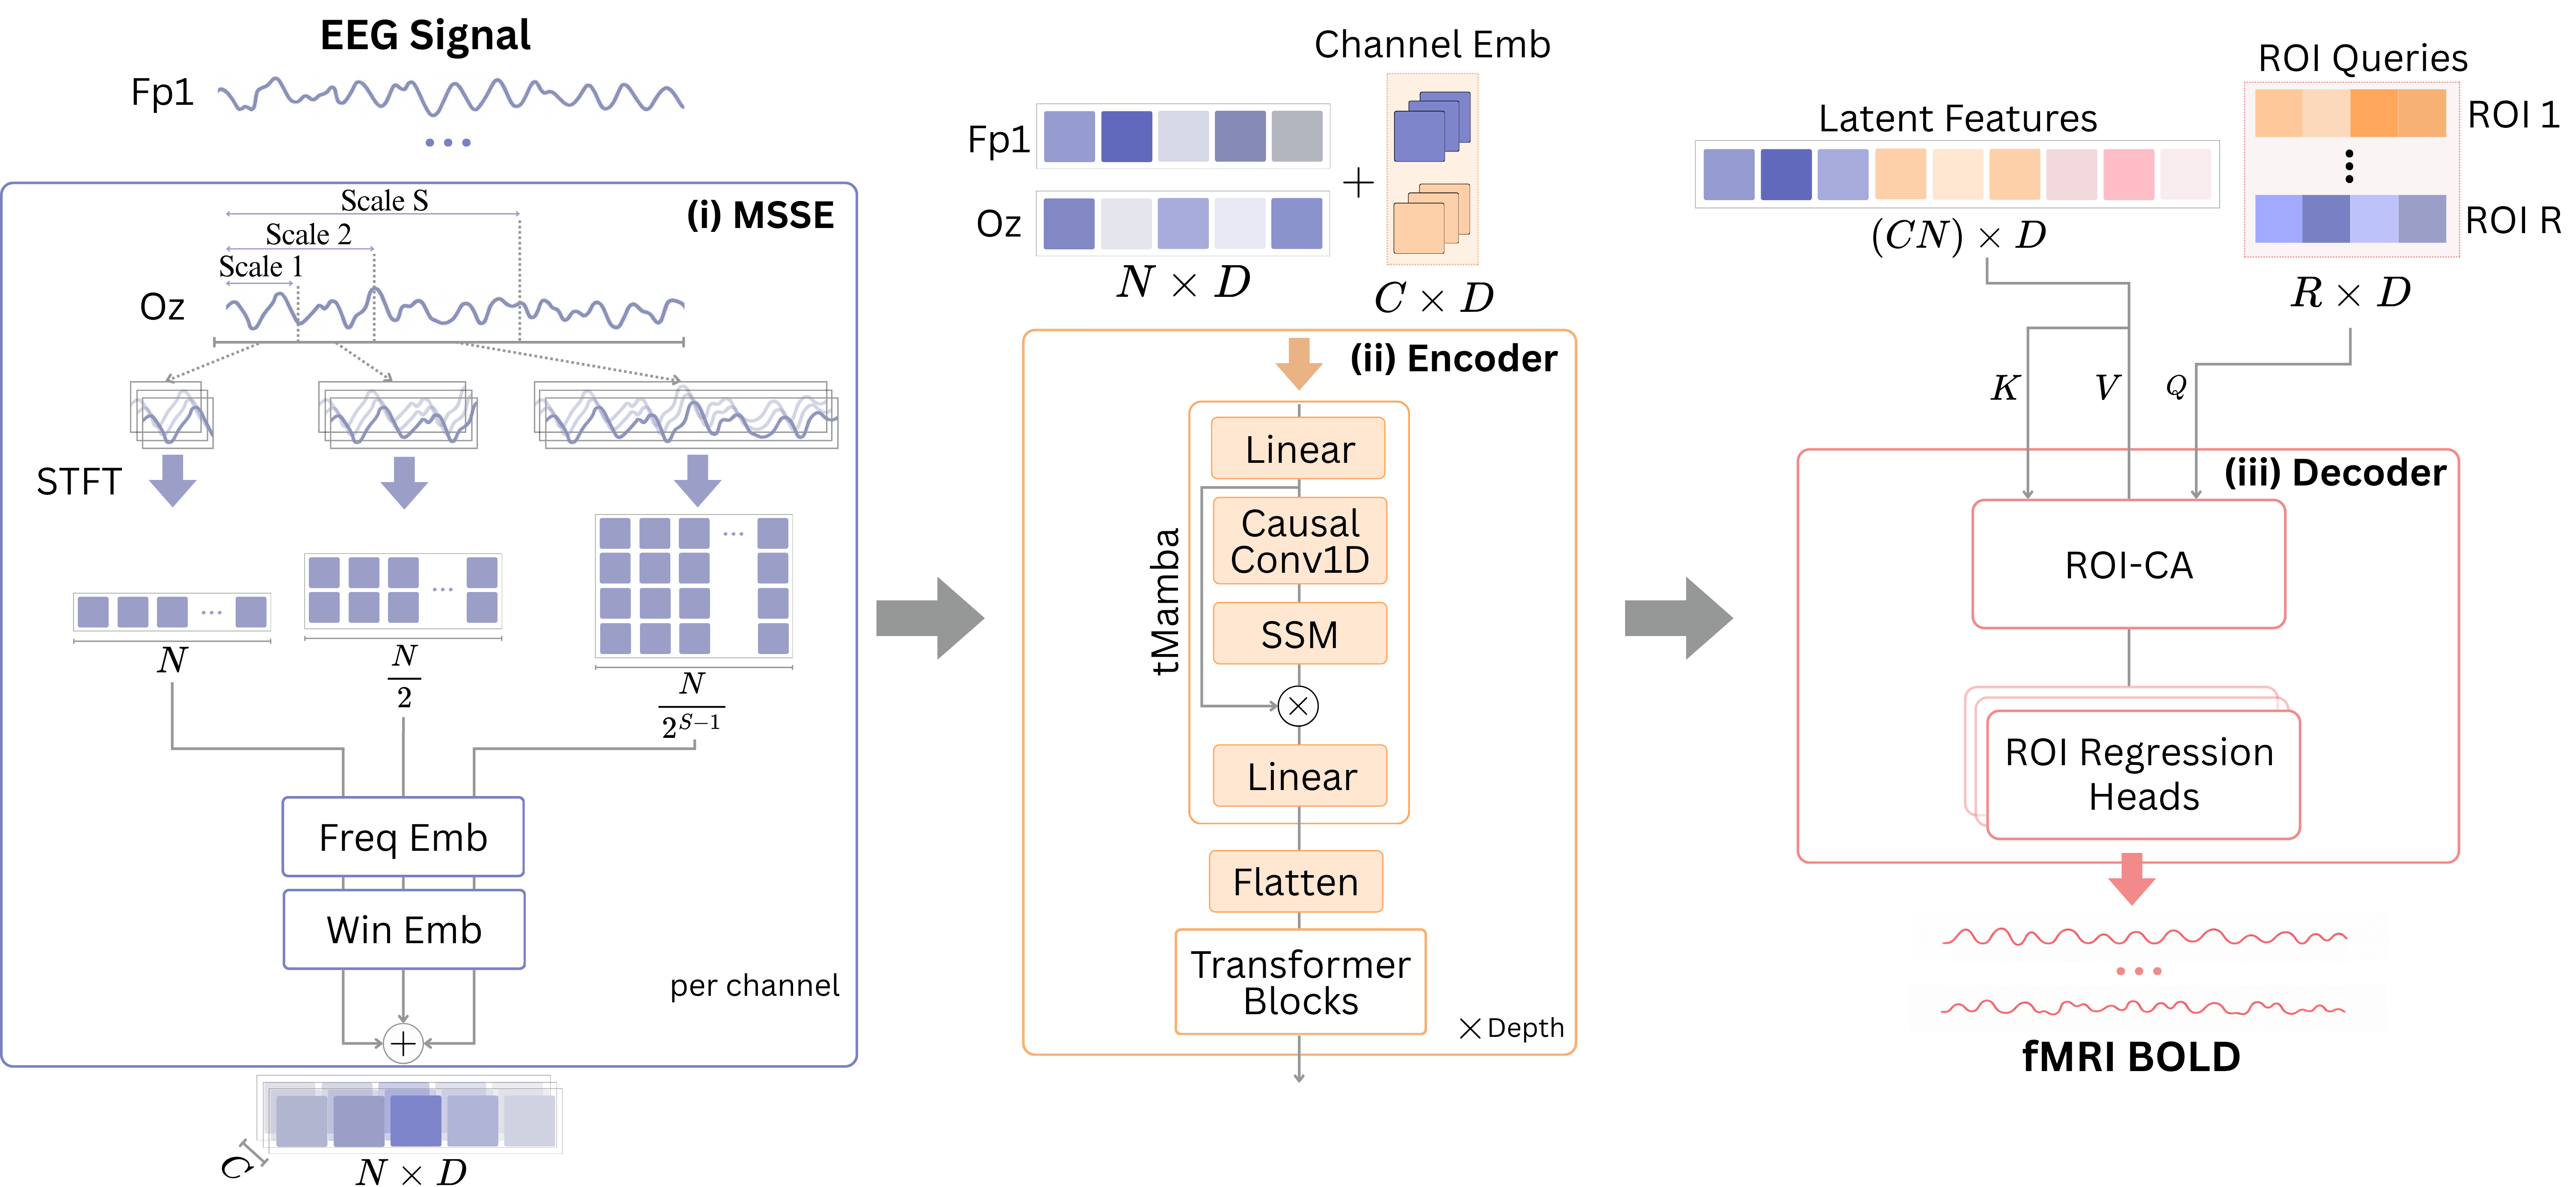 EEG Signal
Fp1
(i) MSSE
Scale S
Scale 2
Scale 1
Oz
STFT
N
N
2
N
2^{S-1}
Freq Emb
Win Emb
per channel
+
C
N × D
Channel Emb
Fp1
Oz
+
N × D
C × D
(ii) Encoder
Linear
tMamba
Causal
Conv1D
SSM
×
Linear
Flatten
Transformer
Blocks
× Depth
ROI Queries
Latent Features
ROI 1
ROI R
(CN) × D
R × D
K
V
Q
(iii) Decoder
ROI-CA
ROI Regression
Heads
fMRI BOLD